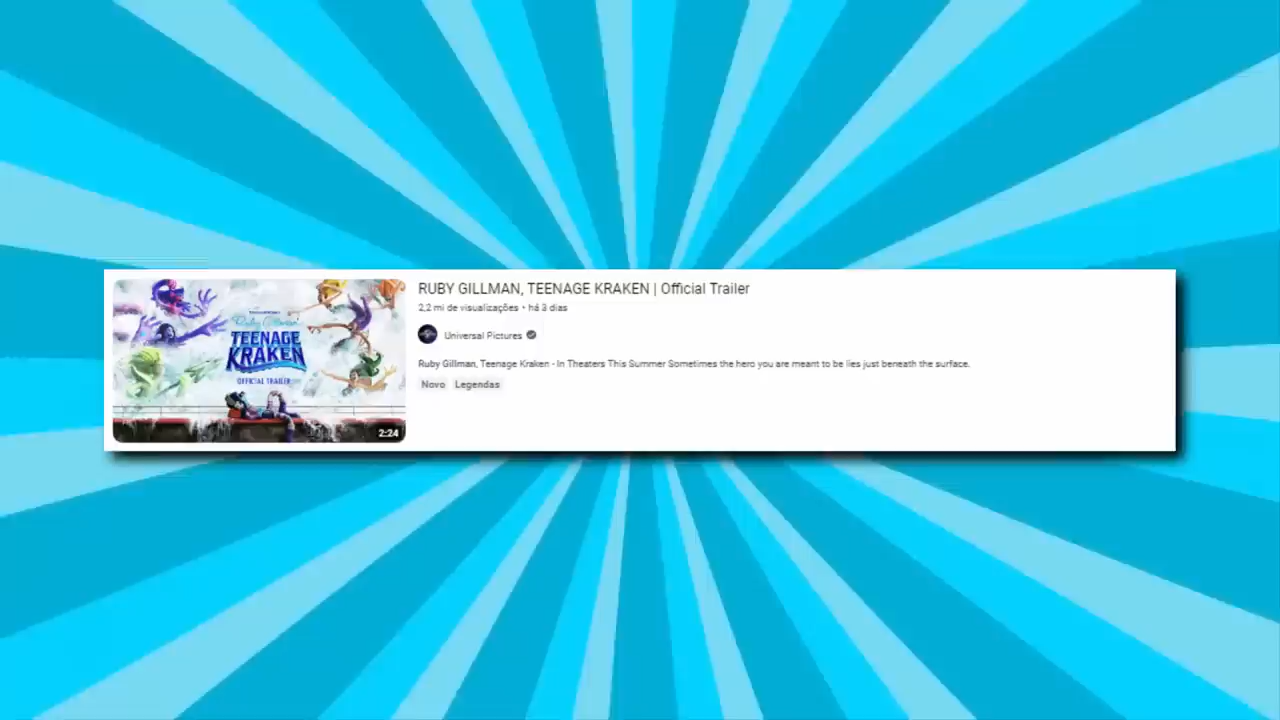 RUBY GILLMAN, TEENAGE KRAKEN | Official Trailer
2,2 mi de visualizações • há 3 dias
Universal Pictures
Ruby Gillman, Teenage Kraken - In Theaters This Summer Sometimes the hero you are meant to be lies just beneath the surface.
Novo Legendas
Ruby Gillman
TEENAGE
KRAKEN
OFFICIAL TRAILER
2:24